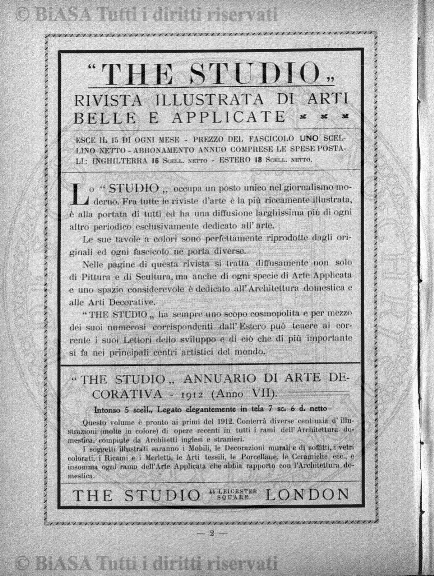 © BiASA Tutti i diritti riservati
“THE STUDIO„
RIVISTA ILLUSTRATA DI ARTI
BELLE E APPLICATE
ESCE IL 15 DI OGNI MESE - PREZZO DEL FASCICOLO UNO SCEL-
LINO NETTO - ABBONAMENTO ANNUO COMPRESE LE SPESE POSTA-
LI: INGHILTERRA 16 SCELL. NETTO - ESTERO 18 SCELL. NETTO.
Lo “STUDIO„ occupa un posto unico nel giornalismo mo-
derno. Fra tutte le riviste d'arte è la più riccamente illustrata,
è alla portata di tutti ed ha una diffusione larghissima più di ogni
altro periodico esclusivamente dedicato all'arte.
Le sue tavole a colori sono perfettamente riprodotte dagli ori-
ginali ed ogni fascicolo ne porta diverse.
Nelle pagine di questa rivista si tratta diffusamente non solo
di Pittura e di Scultura, ma anche di ogni specie di Arte Applicata
e uno spazio considerevole è dedicato all'Architettura domestica e
alle Arti Decorative.
“THE STUDIO„ ha sempre uno scopo cosmopolita e per mezzo
dei suoi numerosi corrispondenti dall'Estero può tenere al cor-
rente i suoi Lettori dello sviluppo e di ciò che di più importante
si fa nei principali centri artistici del mondo.
“THE STUDIO„ ANNUARIO DI ARTE DE-
CORATIVA - 1912 (Anno VII).
Intonso 5 scell., Legato elegantemente in tela 7 sc. 6 d. netto
Questo volume è pronto ai primi del 1912. Conterrà diverse centinaia d'illu-
strazioni (molte in colore) di opere recenti in tutti i rami dell'Architettura do-
mestica, compiute da Architetti inglesi e stranieri.
I soggetti illustrati saranno i Mobili, le Decorazioni murali e di soffitti, i vetri
colorati, i Ricami e i Merletti, le Arti tessili, le Porcellane, le Ceramiche ecc., e
insomma ogni ramo dell'Arte Applicata che abbia rapporto con l'Architettura do-
mestica.
THE STUDIO 44 LEICESTER SQUARE LONDON
— 2 —
© BiASA Tutti i diritti riservati